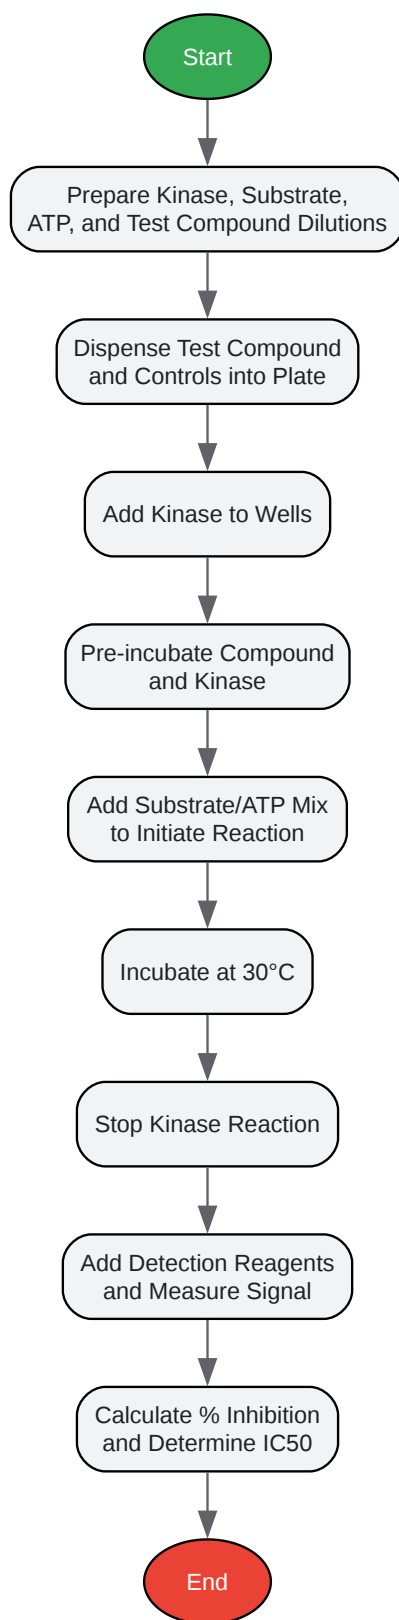 Start
Prepare Kinase, Substrate,
ATP, and Test Compound Dilutions
Dispense Test Compound
and Controls into Plate
Add Kinase to Wells
Pre-incubate Compound
and Kinase
Add Substrate/ATP Mix
to Initiate Reaction
Incubate at 30°C
Stop Kinase Reaction
Add Detection Reagents
and Measure Signal
Calculate % Inhibition
and Determine IC50
End